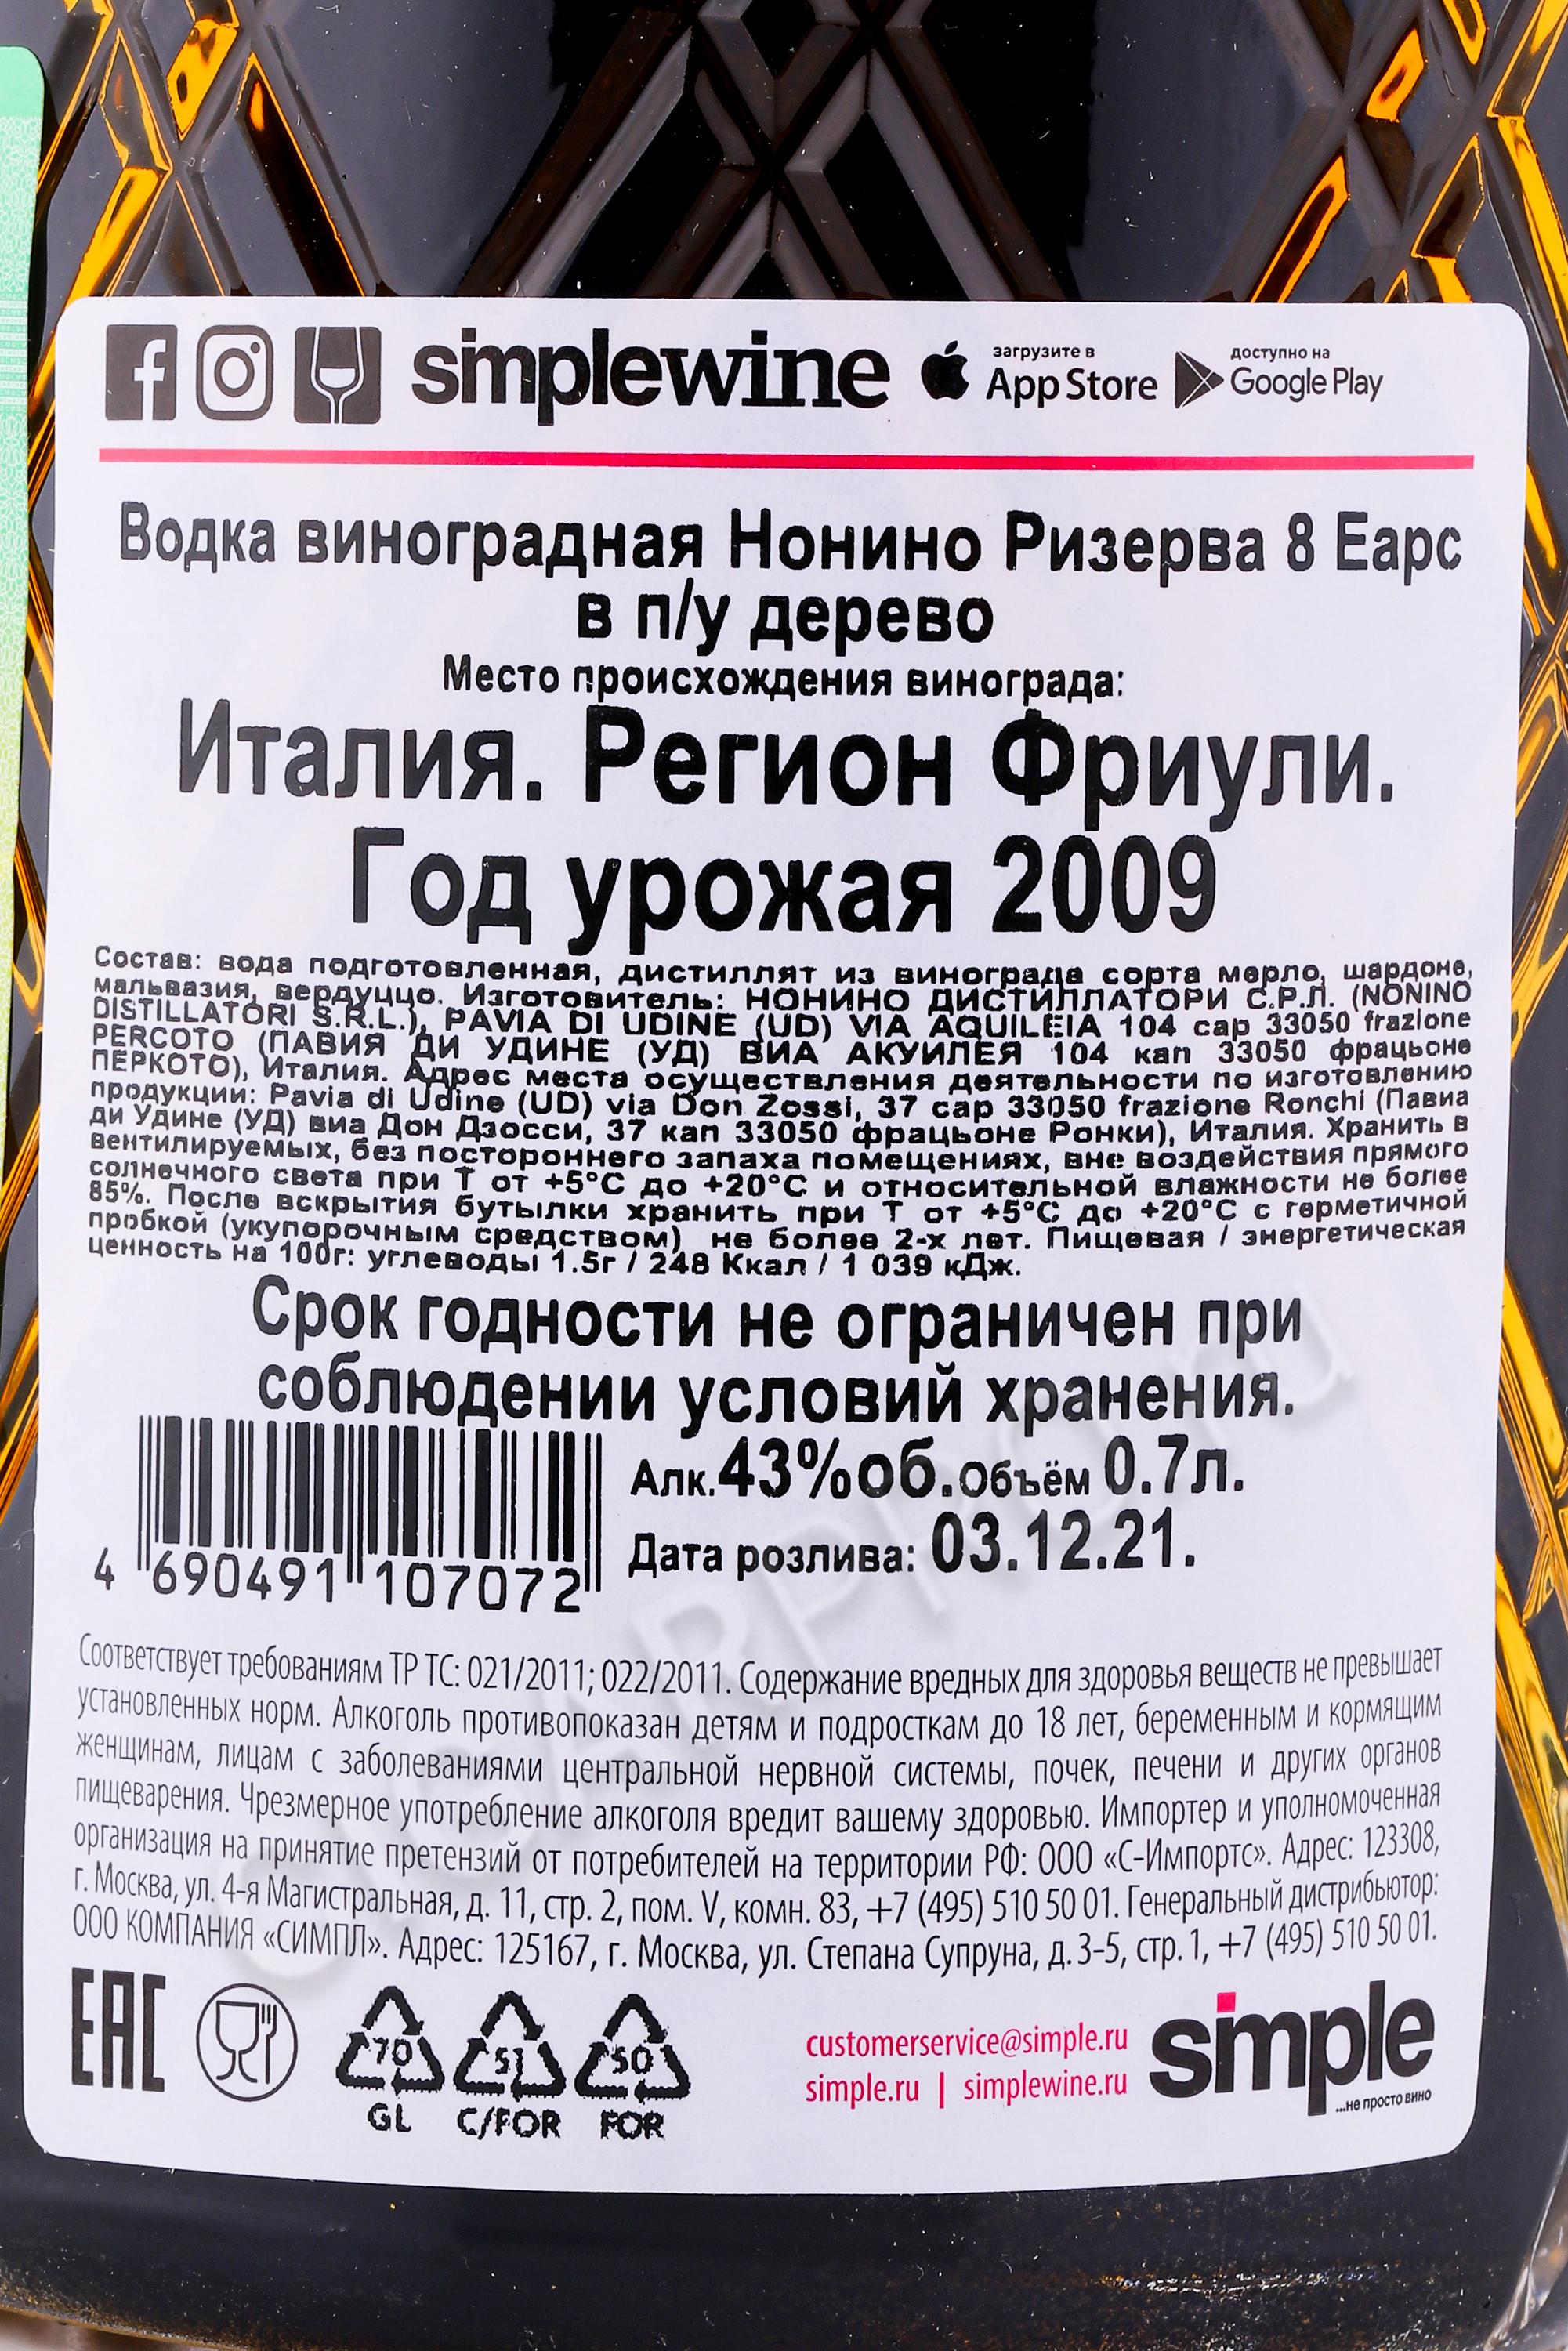 simplewine загрузите в App Store доступно на Google Play
Водка виноградная Нонино Ризерва 8 Еарс
в п/у дерево
Место происхождения винограда:
Италия. Регион Фриули.
Год урожая 2009
Состав: вода подготовленная, дистиллят из винограда сорта мерло, шардоне,
мальвазия, вердуццо. Изготовитель: НОНИНО ДИСТИЛЛАТОРИ С.Р.Л. (NONINO
DISTILLATORI S.R.L.), PAVIA DI UDINE (UD) VIA AQUILEIA 104 cap 33050 frazione
PERCOTO (ПАВИЯ ДИ УДИНЕ (УД) ВИА АКУИЛЕЯ 104 кап 33050 фрацьоне
ПЕРКОТО), Италия. Адрес места осуществления деятельности по изготовлению
продукции: Pavia di Udine (UD) via Don Zossi, 37 cap 33050 frazione Ronchi (Павиа
ди Удине (УД) виа Дон Дзосси, 37 кап 33050 фрацьоне Ронки), Италия. Хранить в
вентилируемых, без постороннего запаха помещениях, вне воздействия прямого
солнечного света при Т от +5°С до +20°С и относительной влажности не более
85%. После вскрытия бутылки хранить при Т от +5°С до +20°С с герметичной
пробкой (укупорочным средством) не более 2-х лет. Пищевая / энергетическая
ценность на 100г: углеводы 1.5г / 248 Ккал / 1 039 кДж.
Срок годности не ограничен при
соблюдении условий хранения.
Алк.43%об.Объём 0.7л.
Дата розлива: 03.12.21.
4 690491 107072
Соответствует требованиям ТР ТС: 021/2011; 022/2011. Содержание вредных для здоровья веществ не превышает
установленных норм. Алкоголь противопоказан детям и подросткам до 18 лет, беременным и кормящим
женщинам, лицам с заболеваниями центральной нервной системы, почек, печени и других органов
пищеварения. Чрезмерное употребление алкоголя вредит вашему здоровью. Импортер и уполномоченная
организация на принятие претензий от потребителей на территории РФ: ООО «С-Импортс». Адрес: 123308,
г. Москва, ул. 4-я Магистральная, д. 11, стр. 2, пом. V, комн. 83, +7 (495) 510 50 01. Генеральный дистрибьютор:
ООО КОМПАНИЯ «СИМПЛ». Адрес: 125167, г. Москва, ул. Степана Супруна, д. 3-5, стр. 1, +7 (495) 510 50 01.
EAC
70 51 50
GL C/FOR FOR
customerservice@simple.ru
simple.ru | simplewine.ru
simple
...не просто вино